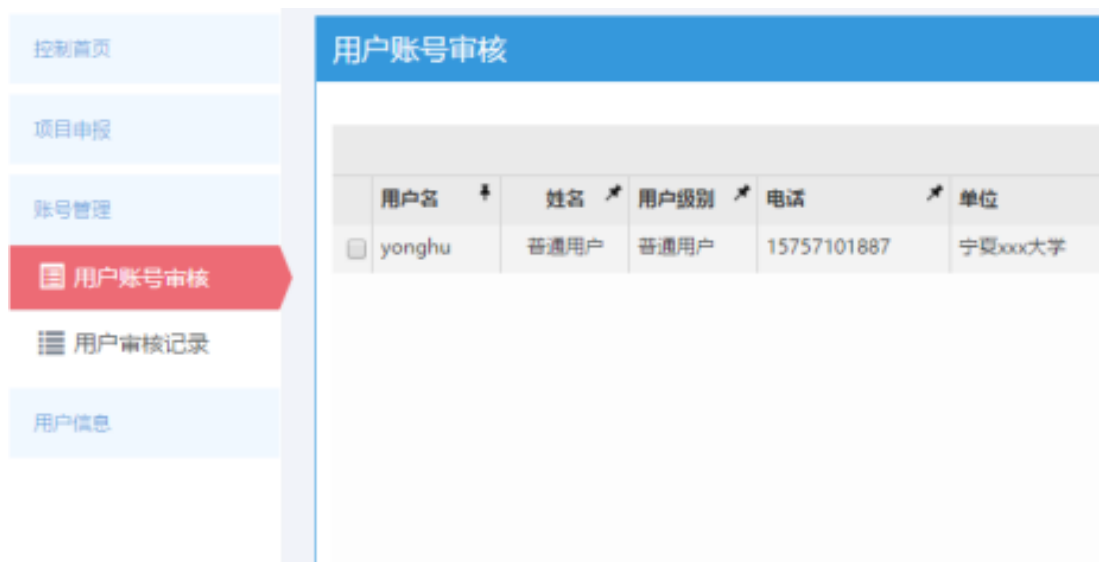 控制首页
项目申报
账号管理
用户账号审核
用户审核记录
用户信息
用户账号审核
用户名 姓名 用户级别 电话 单位
yonghu 普通用户 普通用户 15757101887 宁夏xxx大学